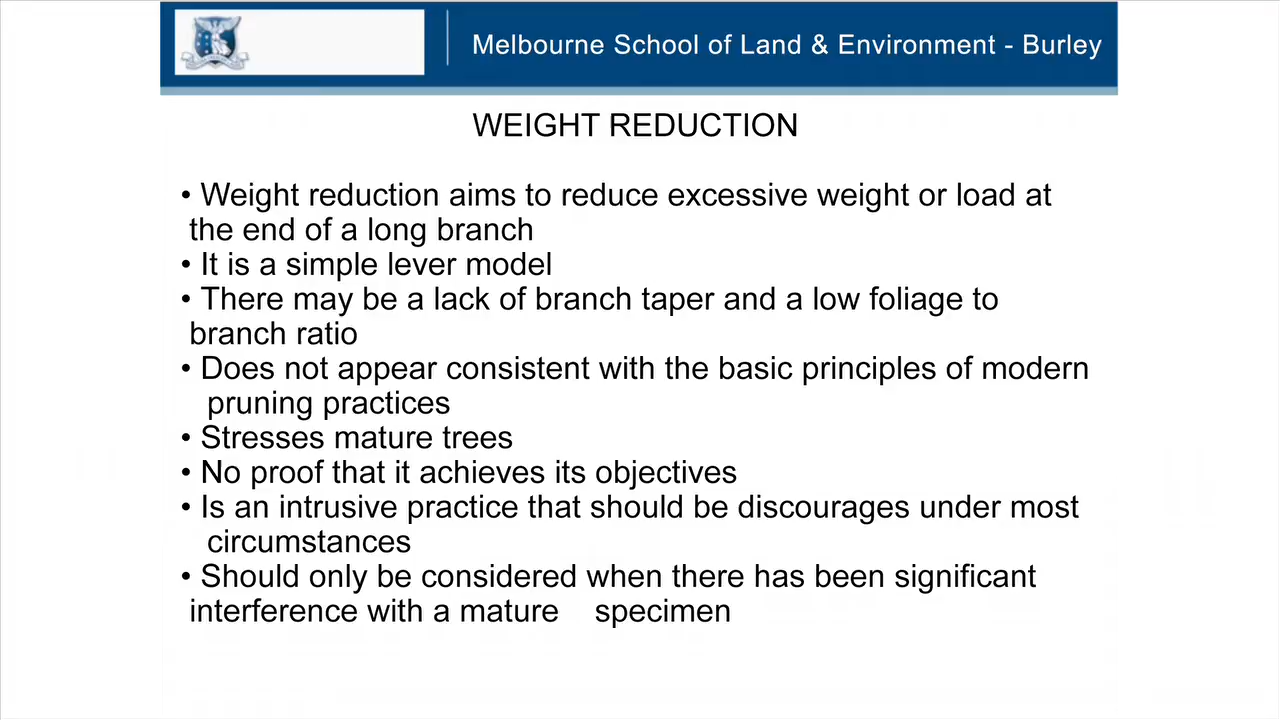 Melbourne School of Land & Environment - Burley
WEIGHT REDUCTION
• Weight reduction aims to reduce excessive weight or load at
the end of a long branch
• It is a simple lever model
• There may be a lack of branch taper and a low foliage to
branch ratio
• Does not appear consistent with the basic principles of modern
pruning practices
• Stresses mature trees
• No proof that it achieves its objectives
• Is an intrusive practice that should be discourages under most
circumstances
• Should only be considered when there has been significant
interference with a mature specimen